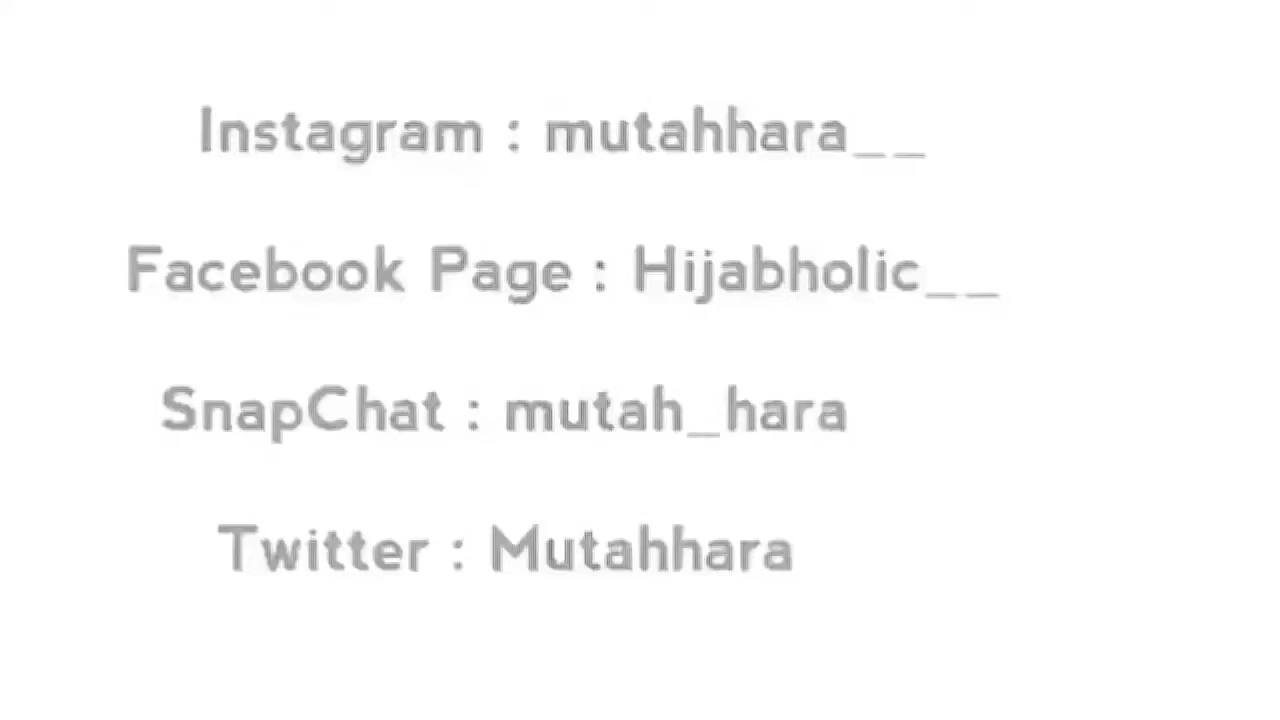 Instagram : mutahhara__
Facebook Page : Hijabholic__
SnapChat : mutah_hara
Twitter : Mutahhara